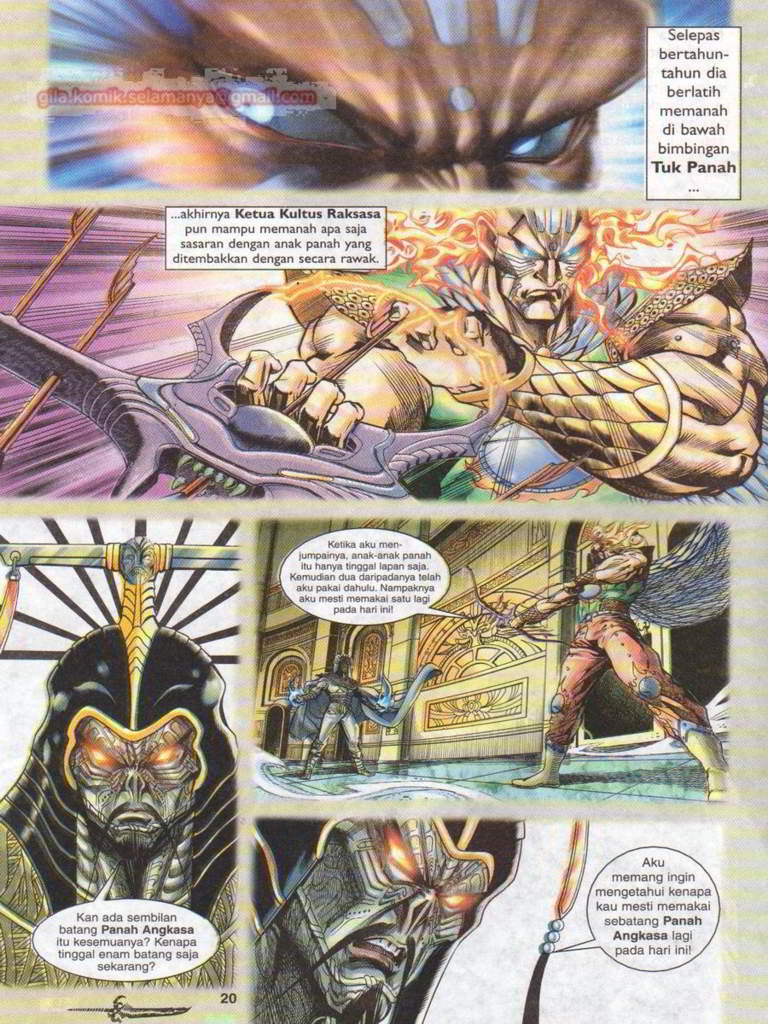 Selepas
bertahun-
tahun dia
berlatih
memanah
di bawah
bimbingan
Tuk Panah
...
gila.komik.selamanya@gmail.com
...akhirnya Ketua Kultus Raksasa
pun mampu memanah apa saja
sasaran dengan anak panah yang
ditembakkan dengan secara rawak.
Ketika aku men-
jumpainya, anak-anak panah
itu hanya tinggal lapan saja.
Kemudian dua daripadanya telah
aku pakai dahulu. Nampaknya
aku mesti memakai satu lagi
pada hari ini!
Kan ada sembilan
batang Panah Angkasa
itu kesemuanya? Kenapa
tinggal enam batang saja
sekarang?
Aku
memang ingin
mengetahui kenapa
kau mesti memakai
sebatang Panah
Angkasa lagi
pada hari ini!
20